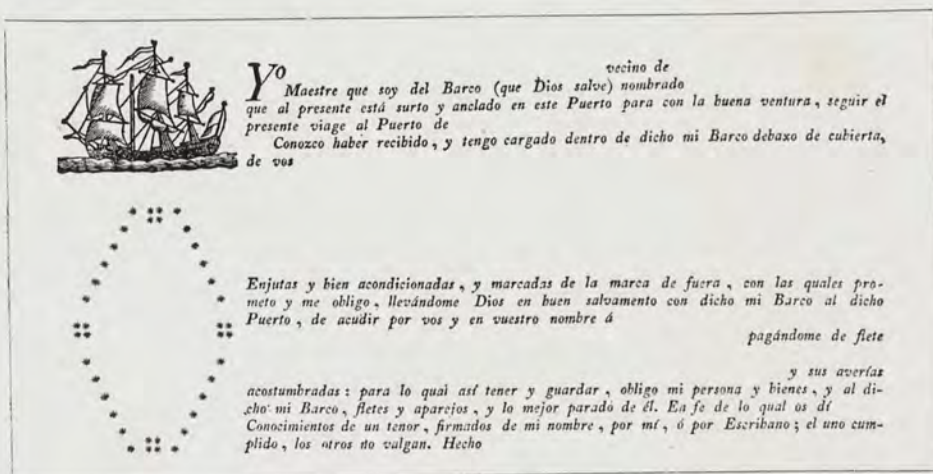 Yo vecino de
Maestre que soy del Barco (que Dios salve) nombrado
que al presente está surto y anclado en este Puerto para con la buena ventura, seguir el
presente viage al Puerto de
Conozco haber recibido, y tengo cargado dentro de dicho mi Barco debaxo de cubierta,
de vos
Enjutas y bien acondicionadas, y marcadas de la marca de fuera, con las quales pro-
meto y me obligo, llevándome Dios en buen salvamento con dicho mi Barco al dicho
Puerto, de acudir por vos y en vuestro nombre á
pagándome de flete
y sus averías
acostumbradas: para lo qual así tener y guardar, obligo mi persona y bienes, y al di-
cho mi Barco, fletes y aparejos, y lo mejor parado de él. En fe de lo qual os dí
Conocimientos de un tenor, firmados de mi nombre, por mí, ó por Escribano; el uno cum-
plido, los otros no valgan. Hecho